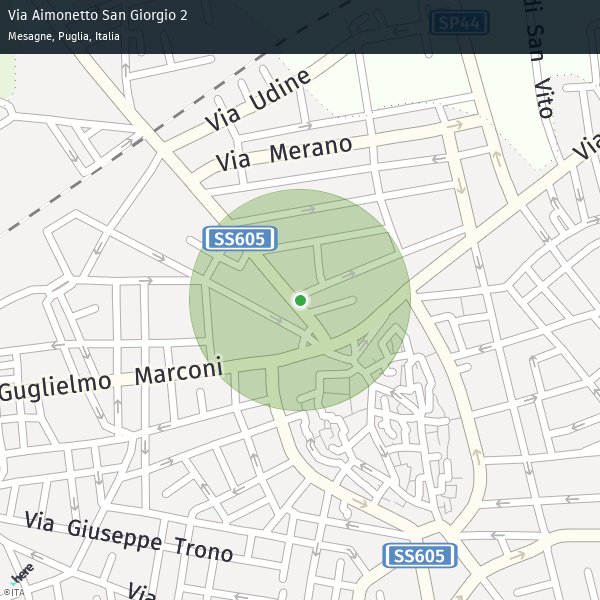 Via Aimonetto San Giorgio 2
Mesagne, Puglia, Italia
SP44
di San Vito
Via Udine
Via Merano
Via
SS605
Guglielmo Marconi
Via Giuseppe Trono
SS605
here
Via
©ITA